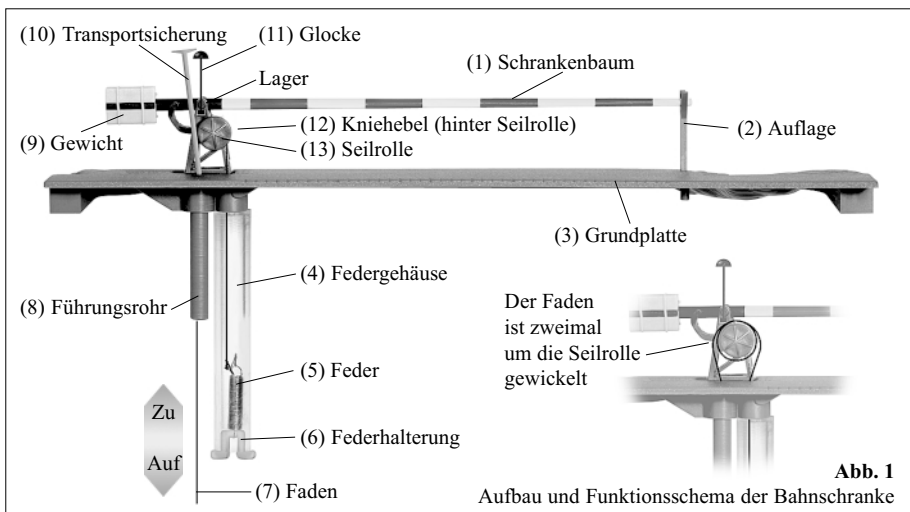 (10) Transportsicherung
(11) Glocke
Lager
(1) Schrankenbaum
(9) Gewicht
(12) Kniehebel (hinter Seilrolle)
(13) Seilrolle
(2) Auflage
(3) Grundplatte
(4) Federgehäuse
(8) Führungsrohr
Der Faden
ist zweimal
um die Seilrolle
gewickelt
(5) Feder
Zu
Auf
(6) Federhalterung
(7) Faden
Abb. 1
Aufbau und Funktionsschema der Bahnschranke